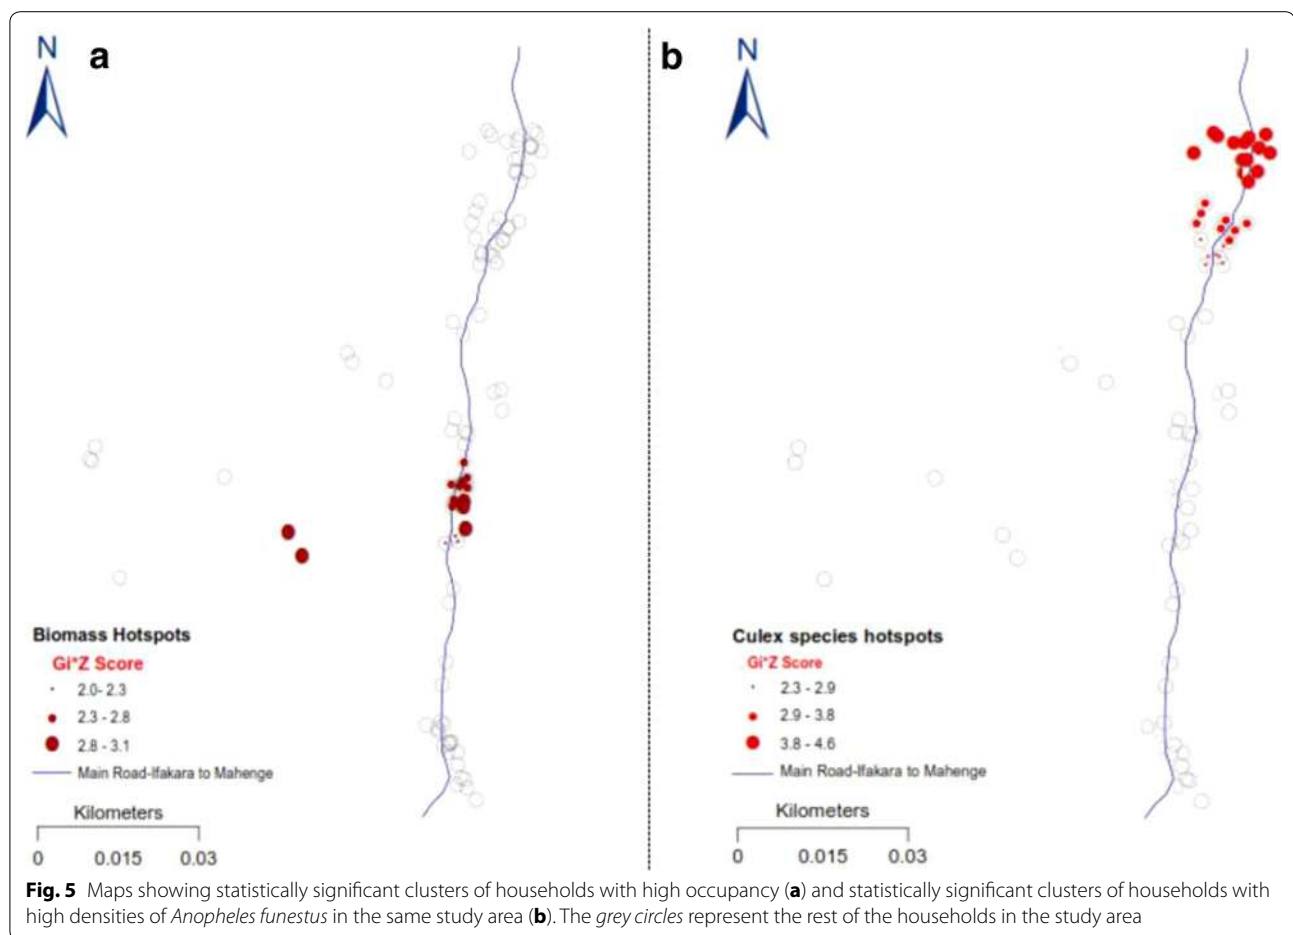 N
a
Biomass Hotspots
Gi*Z Score
2.0- 2.3
2.3 - 2.8
2.8 - 3.1
Main Road-Ifakara to Mahenge
Kilometers
0 0.015 0.03
N
b
Culex species hotspots
Gi*Z Score
2.3 - 2.9
2.9 - 3.8
3.8 - 4.6
Main Road-Ifakara to Mahenge
Kilometers
0 0.015 0.03
Fig. 5 Maps showing statistically significant clusters of households with high occupancy (a) and statistically significant clusters of households with
high densities of Anopheles funestus in the same study area (b). The grey circles represent the rest of the households in the study area